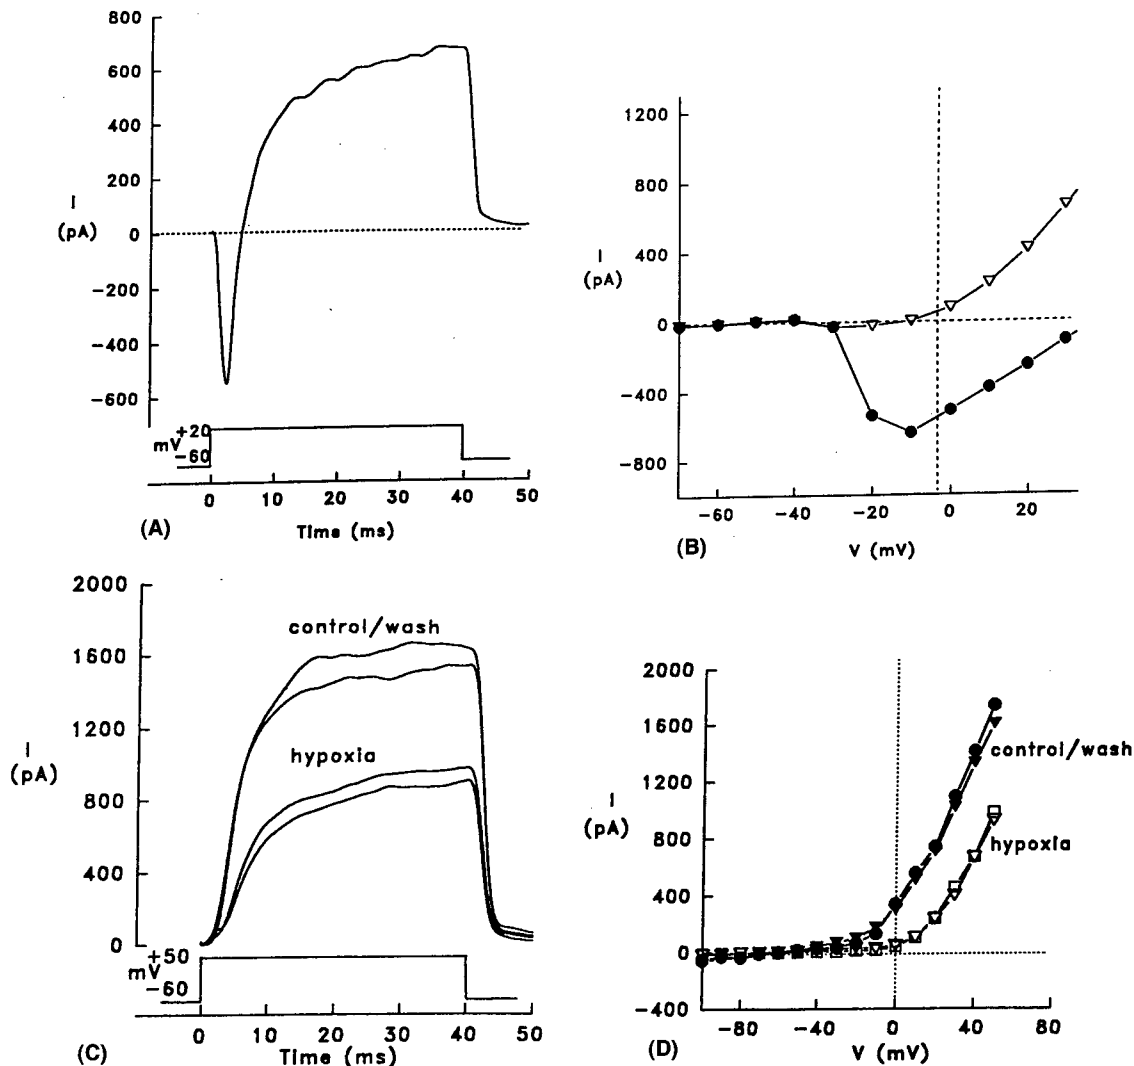 800
600
400
200
0
−200
−400
−600
I
(pA)
mV
+20
−60
0 10 20 30 40 50
Time (ms)
(A)
1200
800
400
0
−400
−800
I
(pA)
−60 −40 −20 0 20
V (mV)
(B)
2000
1600
1200
800
400
0
I
(pA)
control/wash
hypoxia
mV
+50
−60
0 10 20 30 40 50
Time (ms)
(C)
2000
1600
1200
800
400
0
−400
I
(pA)
control/wash
hypoxia
−80 −40 0 40 80
V (mV)
(D)